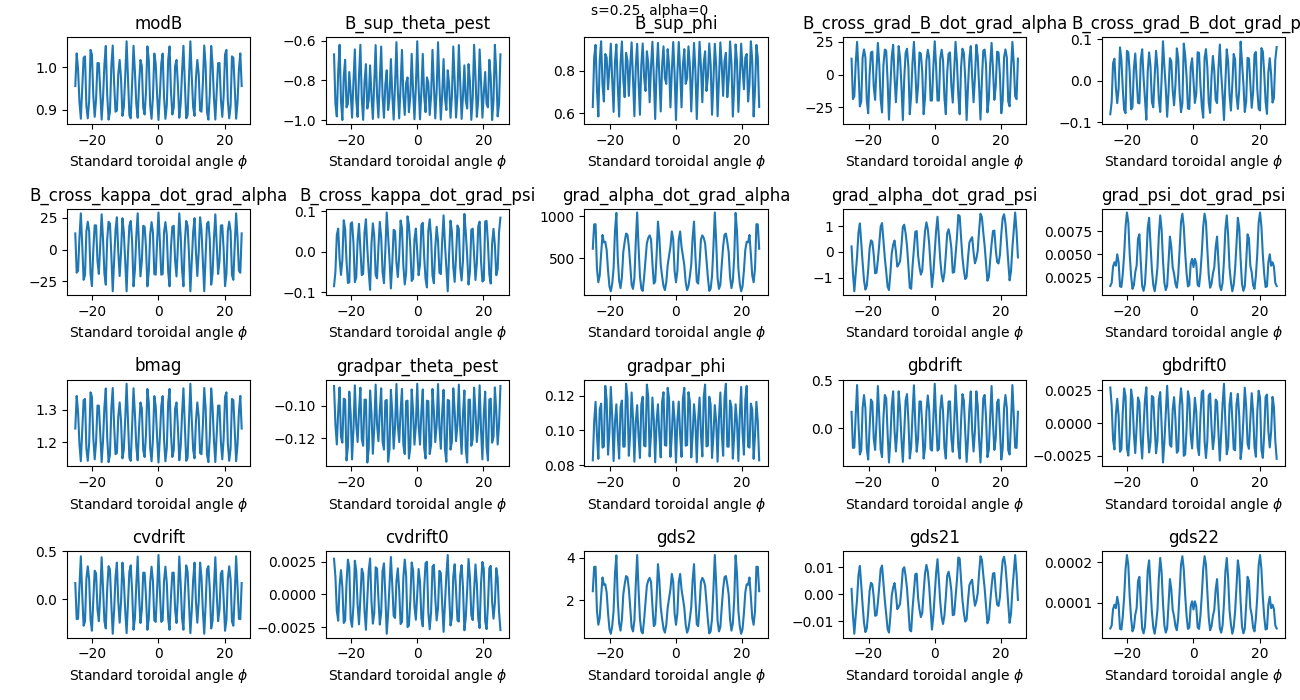 s=0.25, alpha=0
modB B_sup_theta_pest B_sup_phi B_cross_grad_B_dot_grad_alpha B_cross_grad_B_dot_grad_p
1.0 0.9 −0.6 −0.8 −1.0 0.8 0.6 25 0 −25 0.1 0.0 −0.1
−20 0 20 −20 0 20 −20 0 20 −20 0 20 −20 0 20
Standard toroidal angle ϕ Standard toroidal angle ϕ Standard toroidal angle ϕ Standard toroidal angle ϕ Standard toroidal angle ϕ
B_cross_kappa_dot_grad_alpha B_cross_kappa_dot_grad_psi grad_alpha_dot_grad_alpha grad_alpha_dot_grad_psi grad_psi_dot_grad_psi
25 0 −25 0.1 0.0 −0.1 1000 500 1 0 −1 0.0075 0.0050 0.0025
−20 0 20 −20 0 20 −20 0 20 −20 0 20 −20 0 20
Standard toroidal angle ϕ Standard toroidal angle ϕ Standard toroidal angle ϕ Standard toroidal angle ϕ Standard toroidal angle ϕ
bmag gradpar_theta_pest gradpar_phi gbdrift gbdrift0
1.3 1.2 −0.10 −0.12 0.12 0.10 0.08 0.5 0.0 0.0025 0.0000 −0.0025
−20 0 20 −20 0 20 −20 0 20 −20 0 20 −20 0 20
Standard toroidal angle ϕ Standard toroidal angle ϕ Standard toroidal angle ϕ Standard toroidal angle ϕ Standard toroidal angle ϕ
cvdrift cvdrift0 gds2 gds21 gds22
0.5 0.0 0.0025 0.0000 −0.0025 4 2 0.01 0.00 −0.01 0.0002 0.0001
−20 0 20 −20 0 20 −20 0 20 −20 0 20 −20 0 20
Standard toroidal angle ϕ Standard toroidal angle ϕ Standard toroidal angle ϕ Standard toroidal angle ϕ Standard toroidal angle ϕ